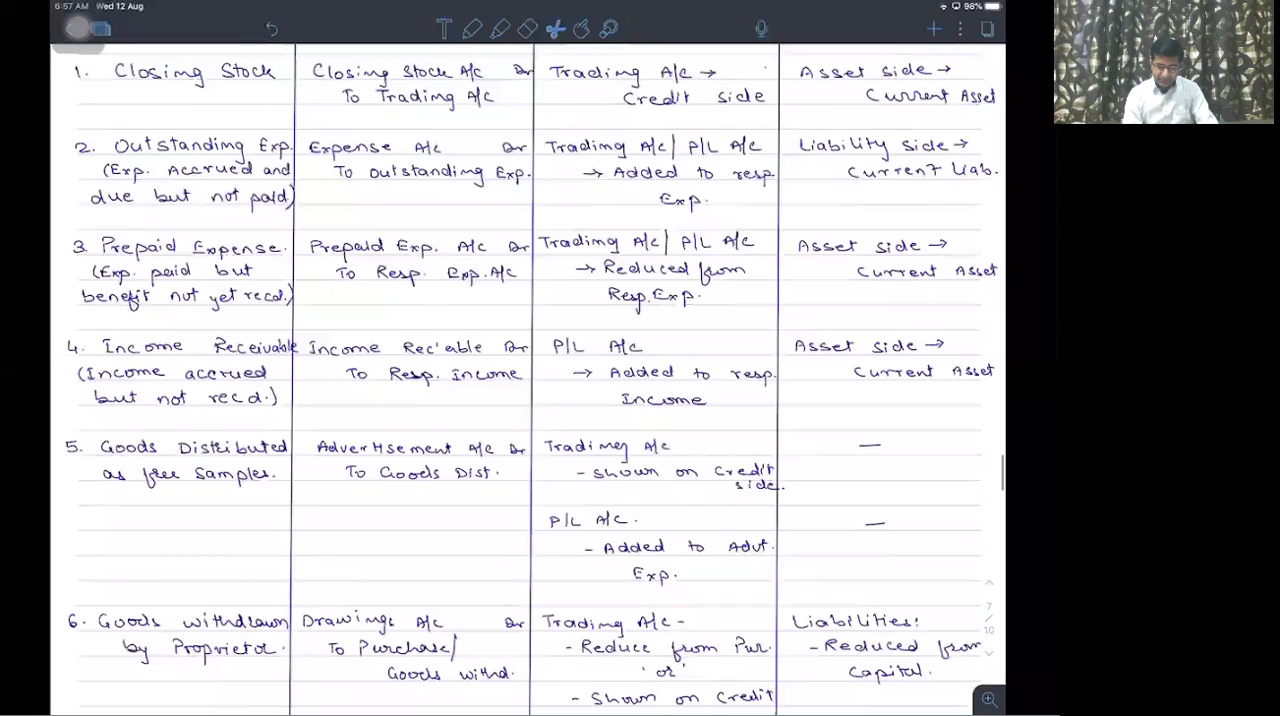 6:57 AM Wed 12 Aug
98%
1. Closing Stock
Closing Stock A/c Dr
To Trading A/c
Trading A/c →
Credit side
Asset side →
Current Asset
2. Outstanding Exp.
(Exp. Accrued and
due but not paid)
Expense A/c Dr
To Outstanding Exp.
Trading A/c | P/L A/c
→ Added to resp.
Exp.
Liability side →
Current Liab.
3. Prepaid Expense.
(Exp. paid but
benefit not yet recd.)
Prepaid Exp. A/c Dr
To Resp. Exp. A/c
Trading A/c | P/L A/c
→ Reduced from
Resp. Exp.
Asset side →
Current Asset
4. Income Receivable
(Income accrued
but not recd.)
Income Rec'able Dr
To Resp. Income
P/L A/c
→ Added to resp.
Income
Asset side →
Current Asset
5. Goods Distributed
as free Samples.
Advertisement A/c Dr
To Goods Dist.
Trading A/c
- Shown on Credit
side.
—
P/L A/c.
- Added to Advt.
Exp.
—
6. Goods withdrawn
by Proprietor.
Drawings A/c Dr
To Purchase/
Goods withd.
Trading A/c -
- Reduce from Pur.
'or'
- Shown on Credit
Liabilities:
- Reduced from
Capital.
7
/
10